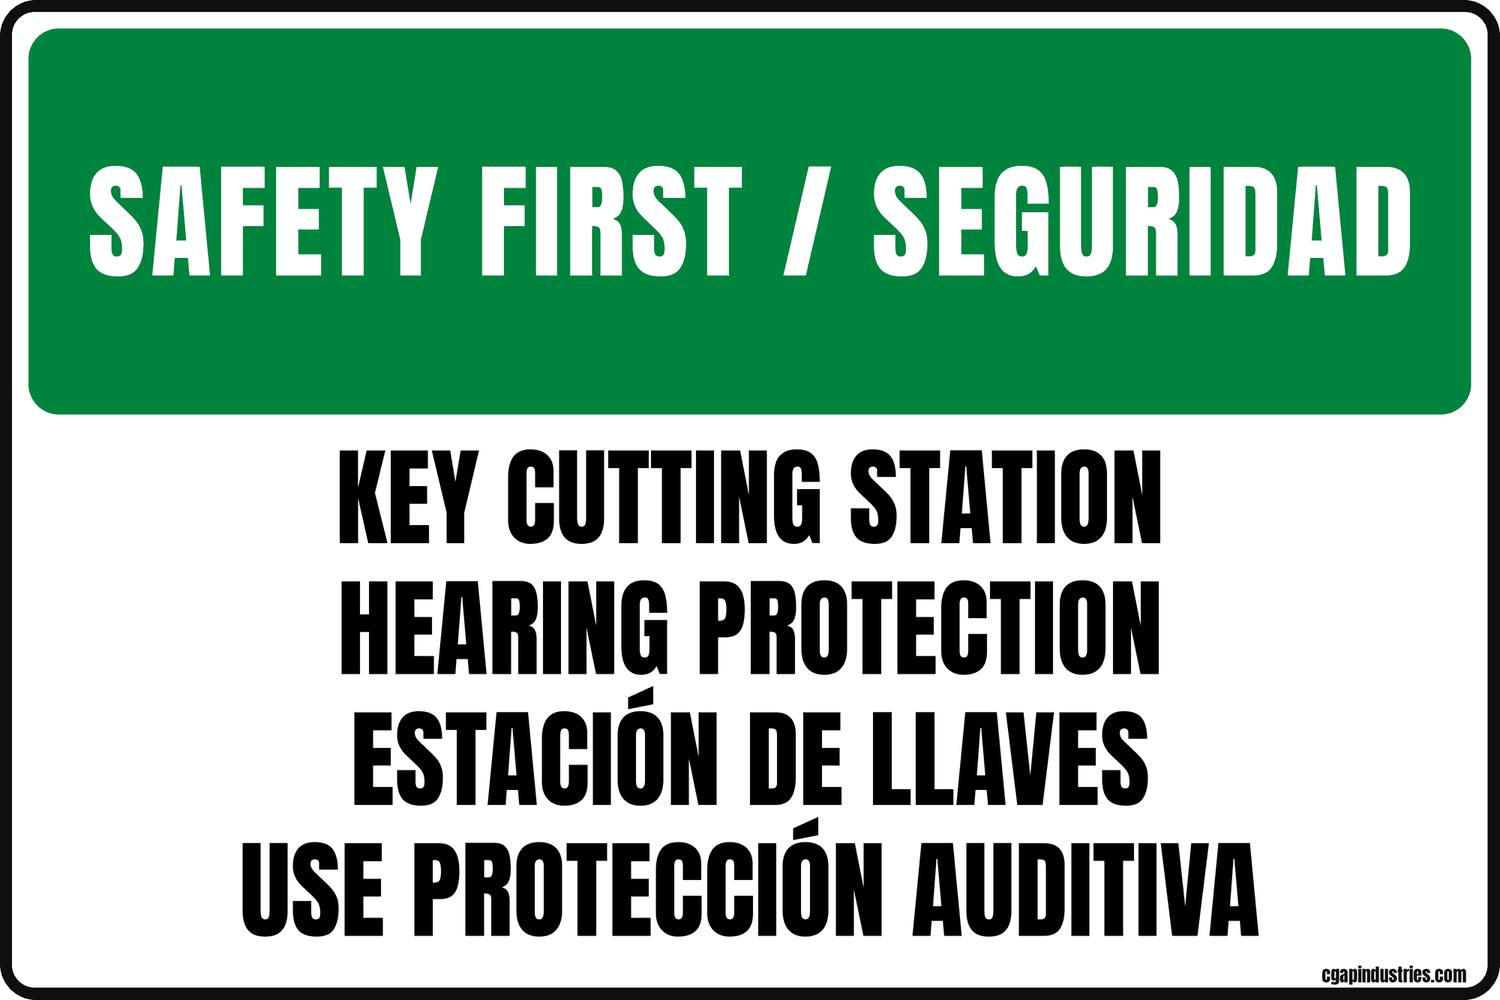 SAFETY FIRST / SEGURIDAD
KEY CUTTING STATION
HEARING PROTECTION
ESTACIÓN DE LLAVES
USE PROTECCIÓN AUDITIVA
cgapindustries.com